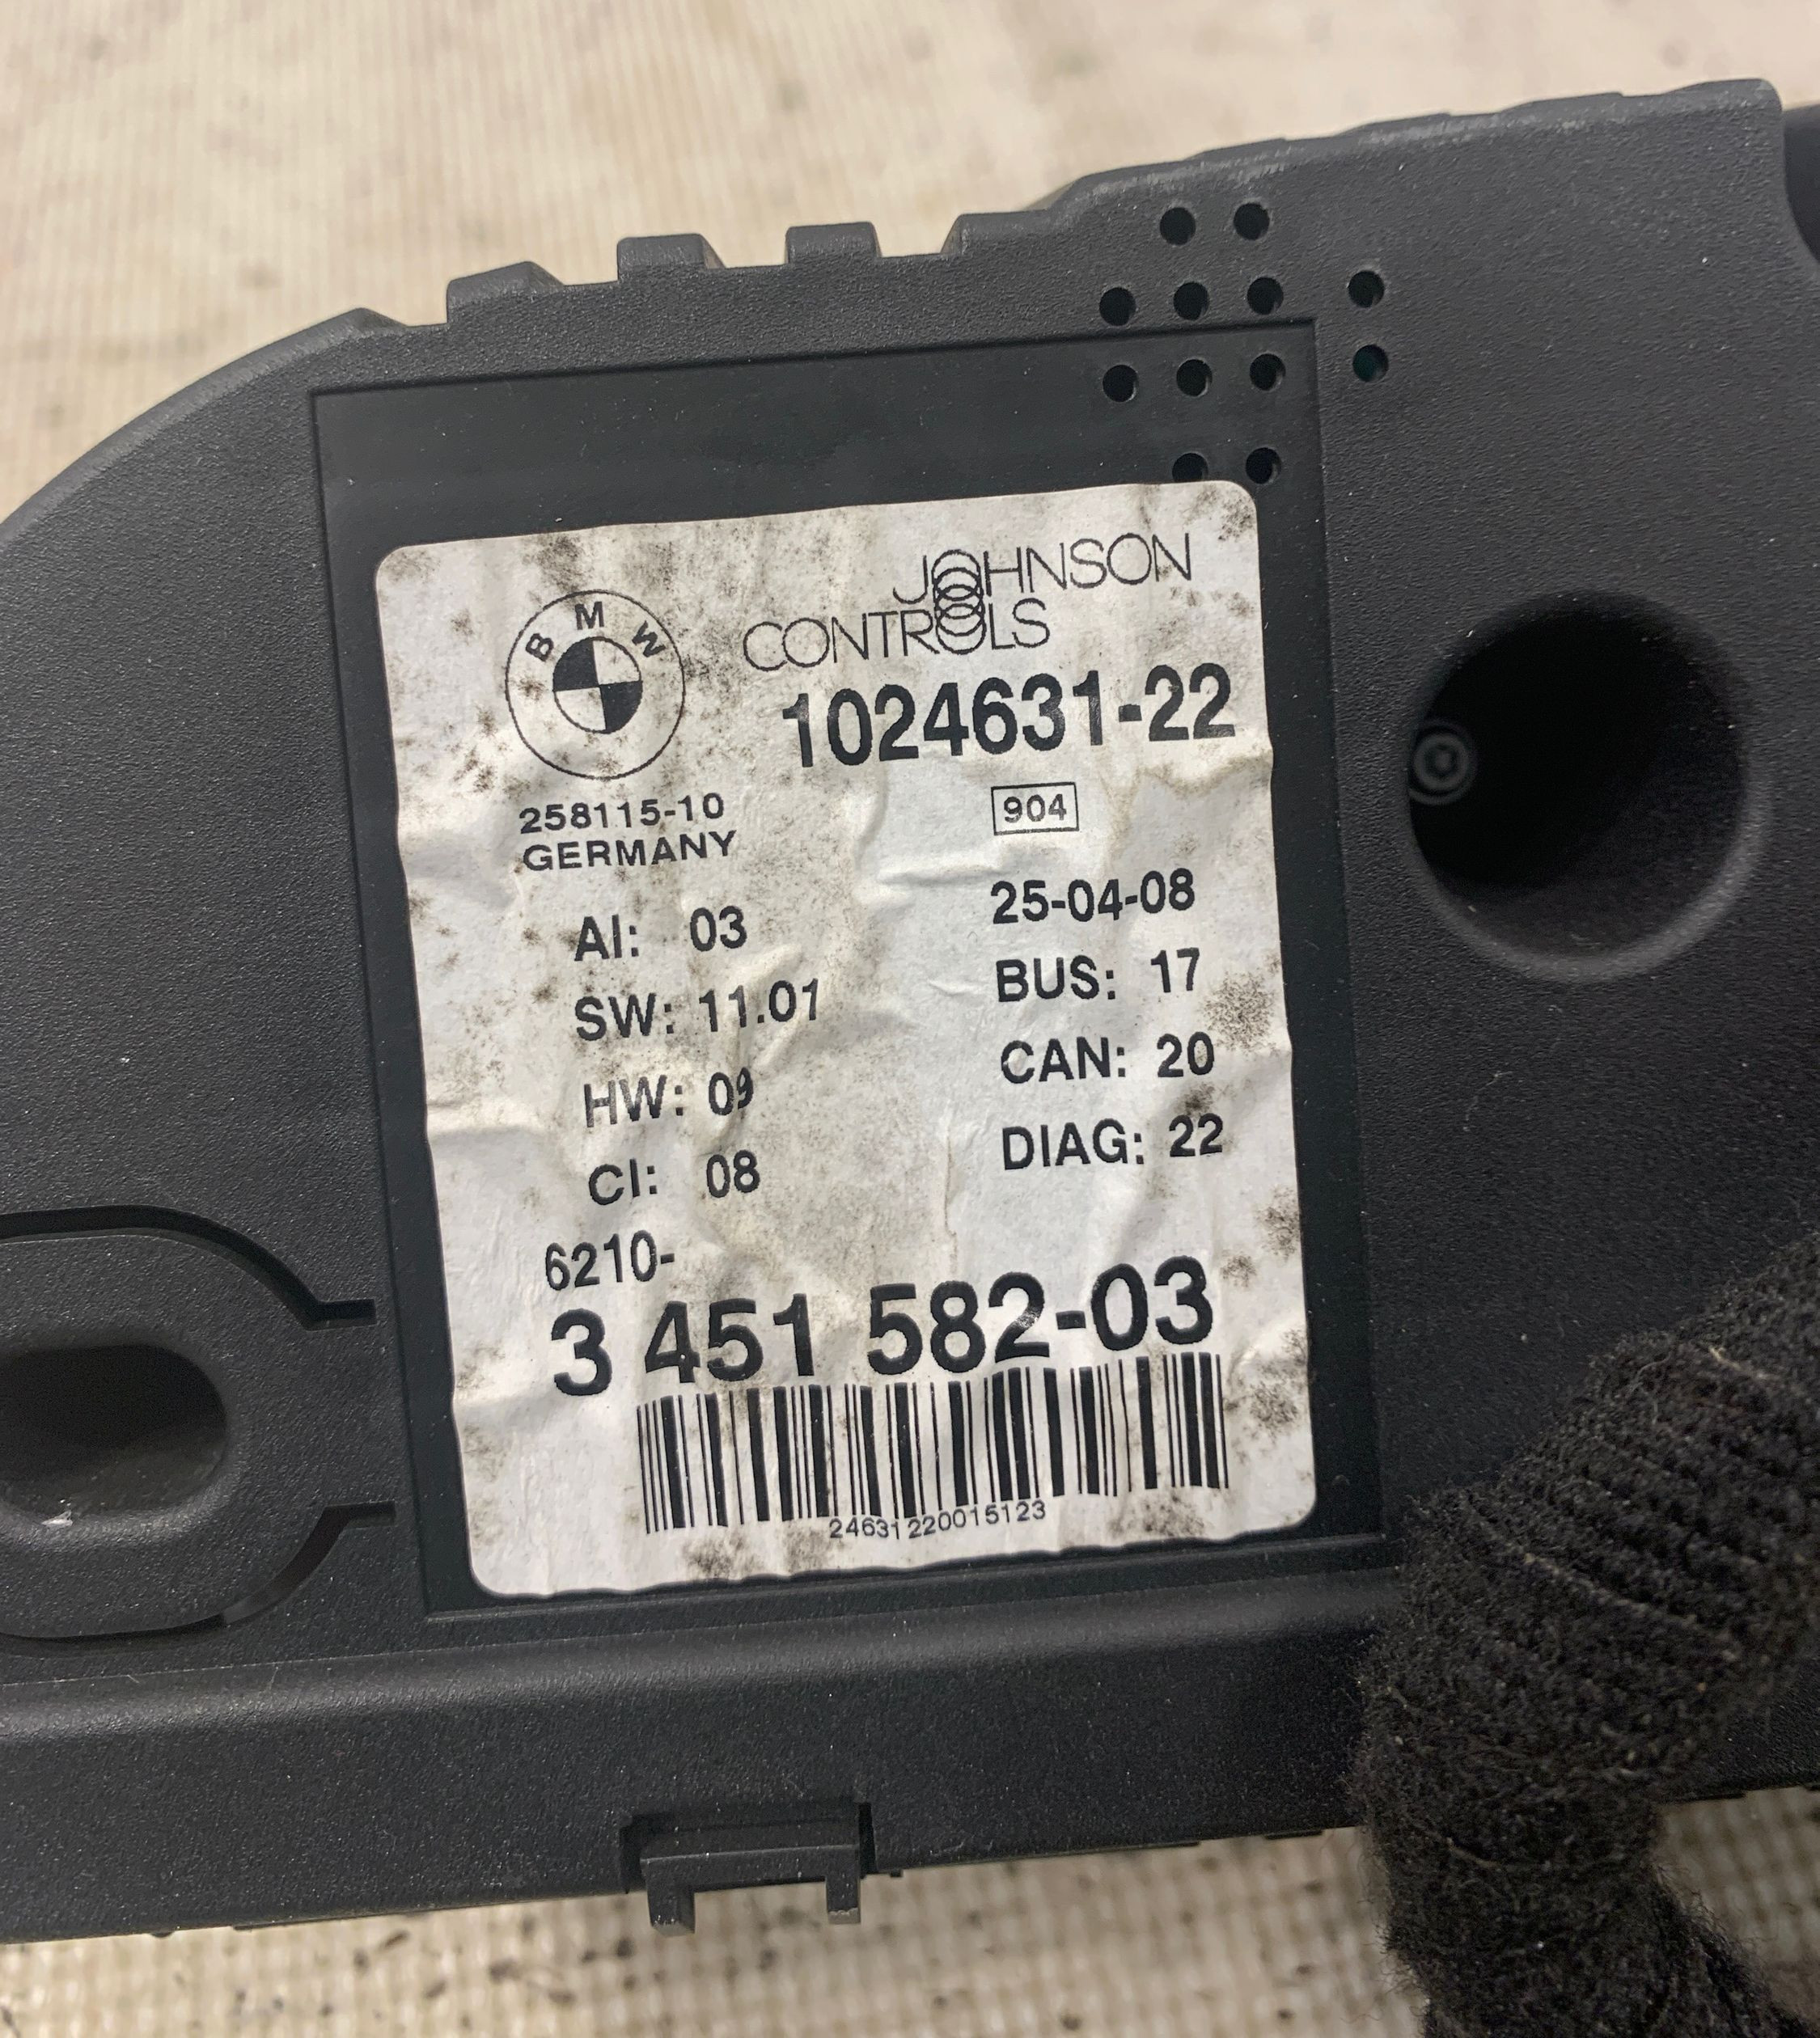 BMW
JOHNSON
CONTROLS
1024631-22
258115-10
GERMANY
904
25-04-08
AI: 03
BUS: 17
SW: 11.01
CAN: 20
HW: 09
DIAG: 22
CI: 08
6210-
3 451 582-03
24631220015123